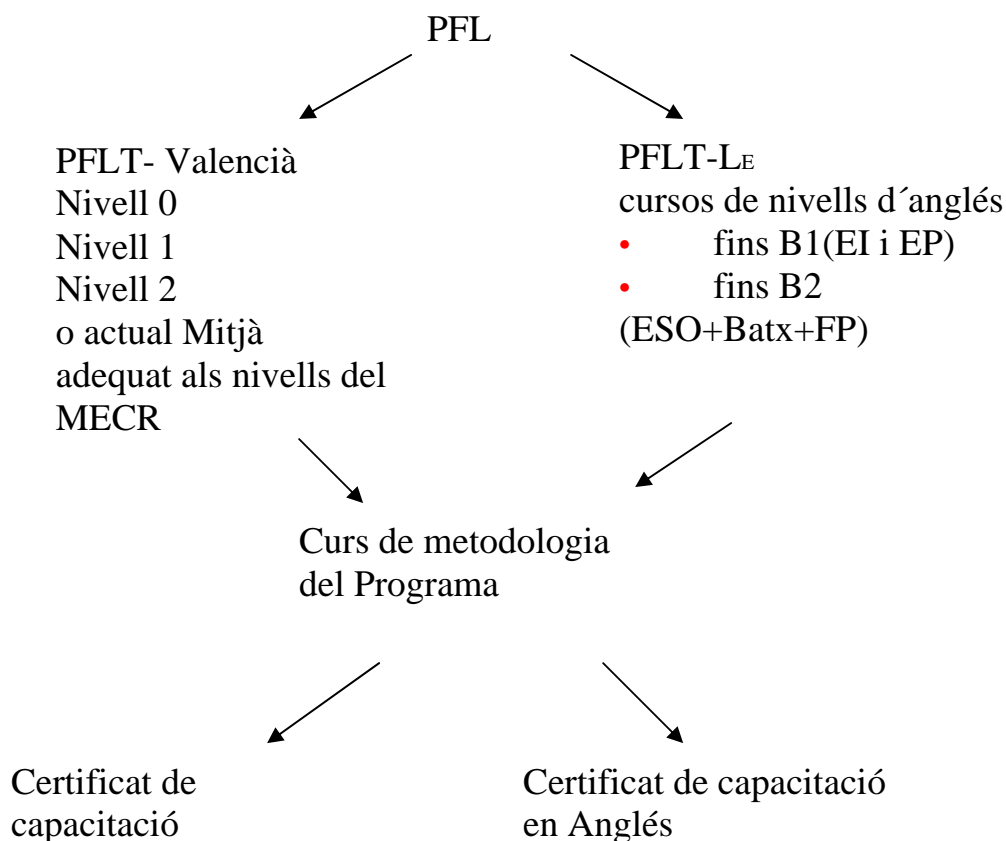 PFL
PFLT- Valencià
Nivell 0
Nivell 1
Nivell 2
o actual Mitjà
adequat als nivells del
MECR
PFLT-LE
cursos de nivells d´anglés
• fins B1(EI i EP)
• fins B2
(ESO+Batx+FP)
Curs de metodologia
del Programa
Certificat de
capacitació
Certificat de capacitació
en Anglés